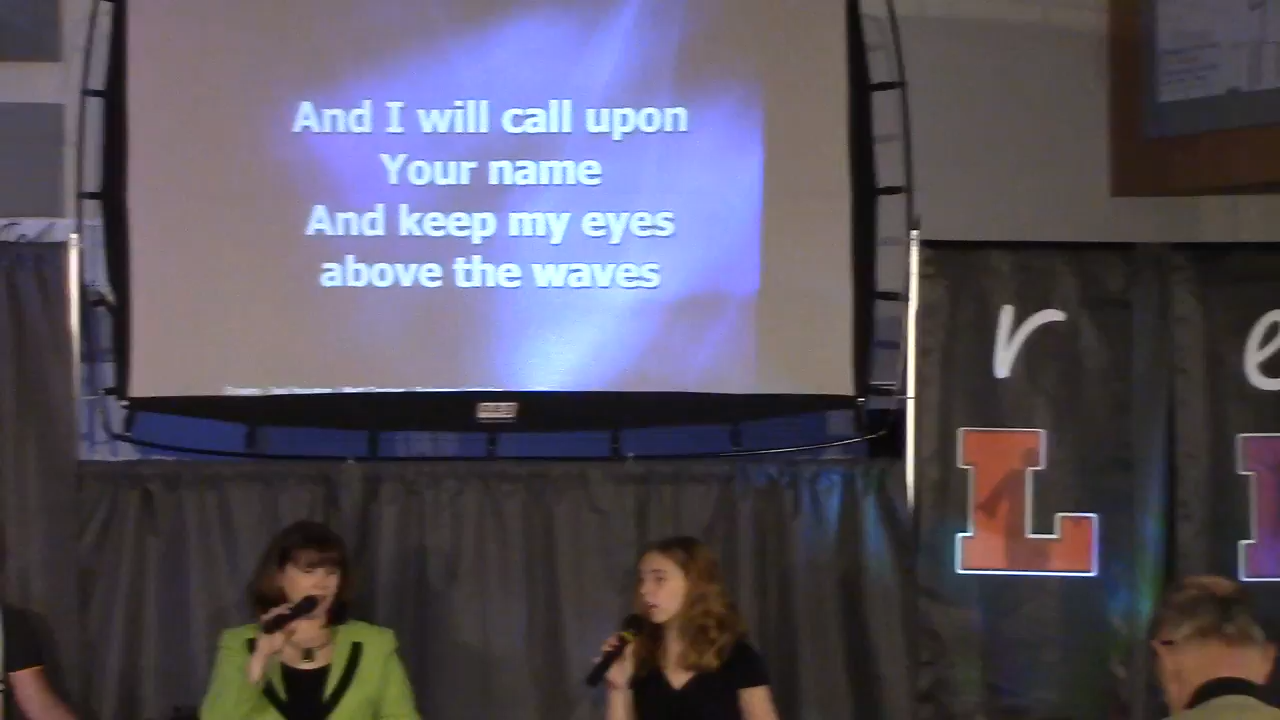 And I will call upon
Your name
And keep my eyes
above the waves
r e
L